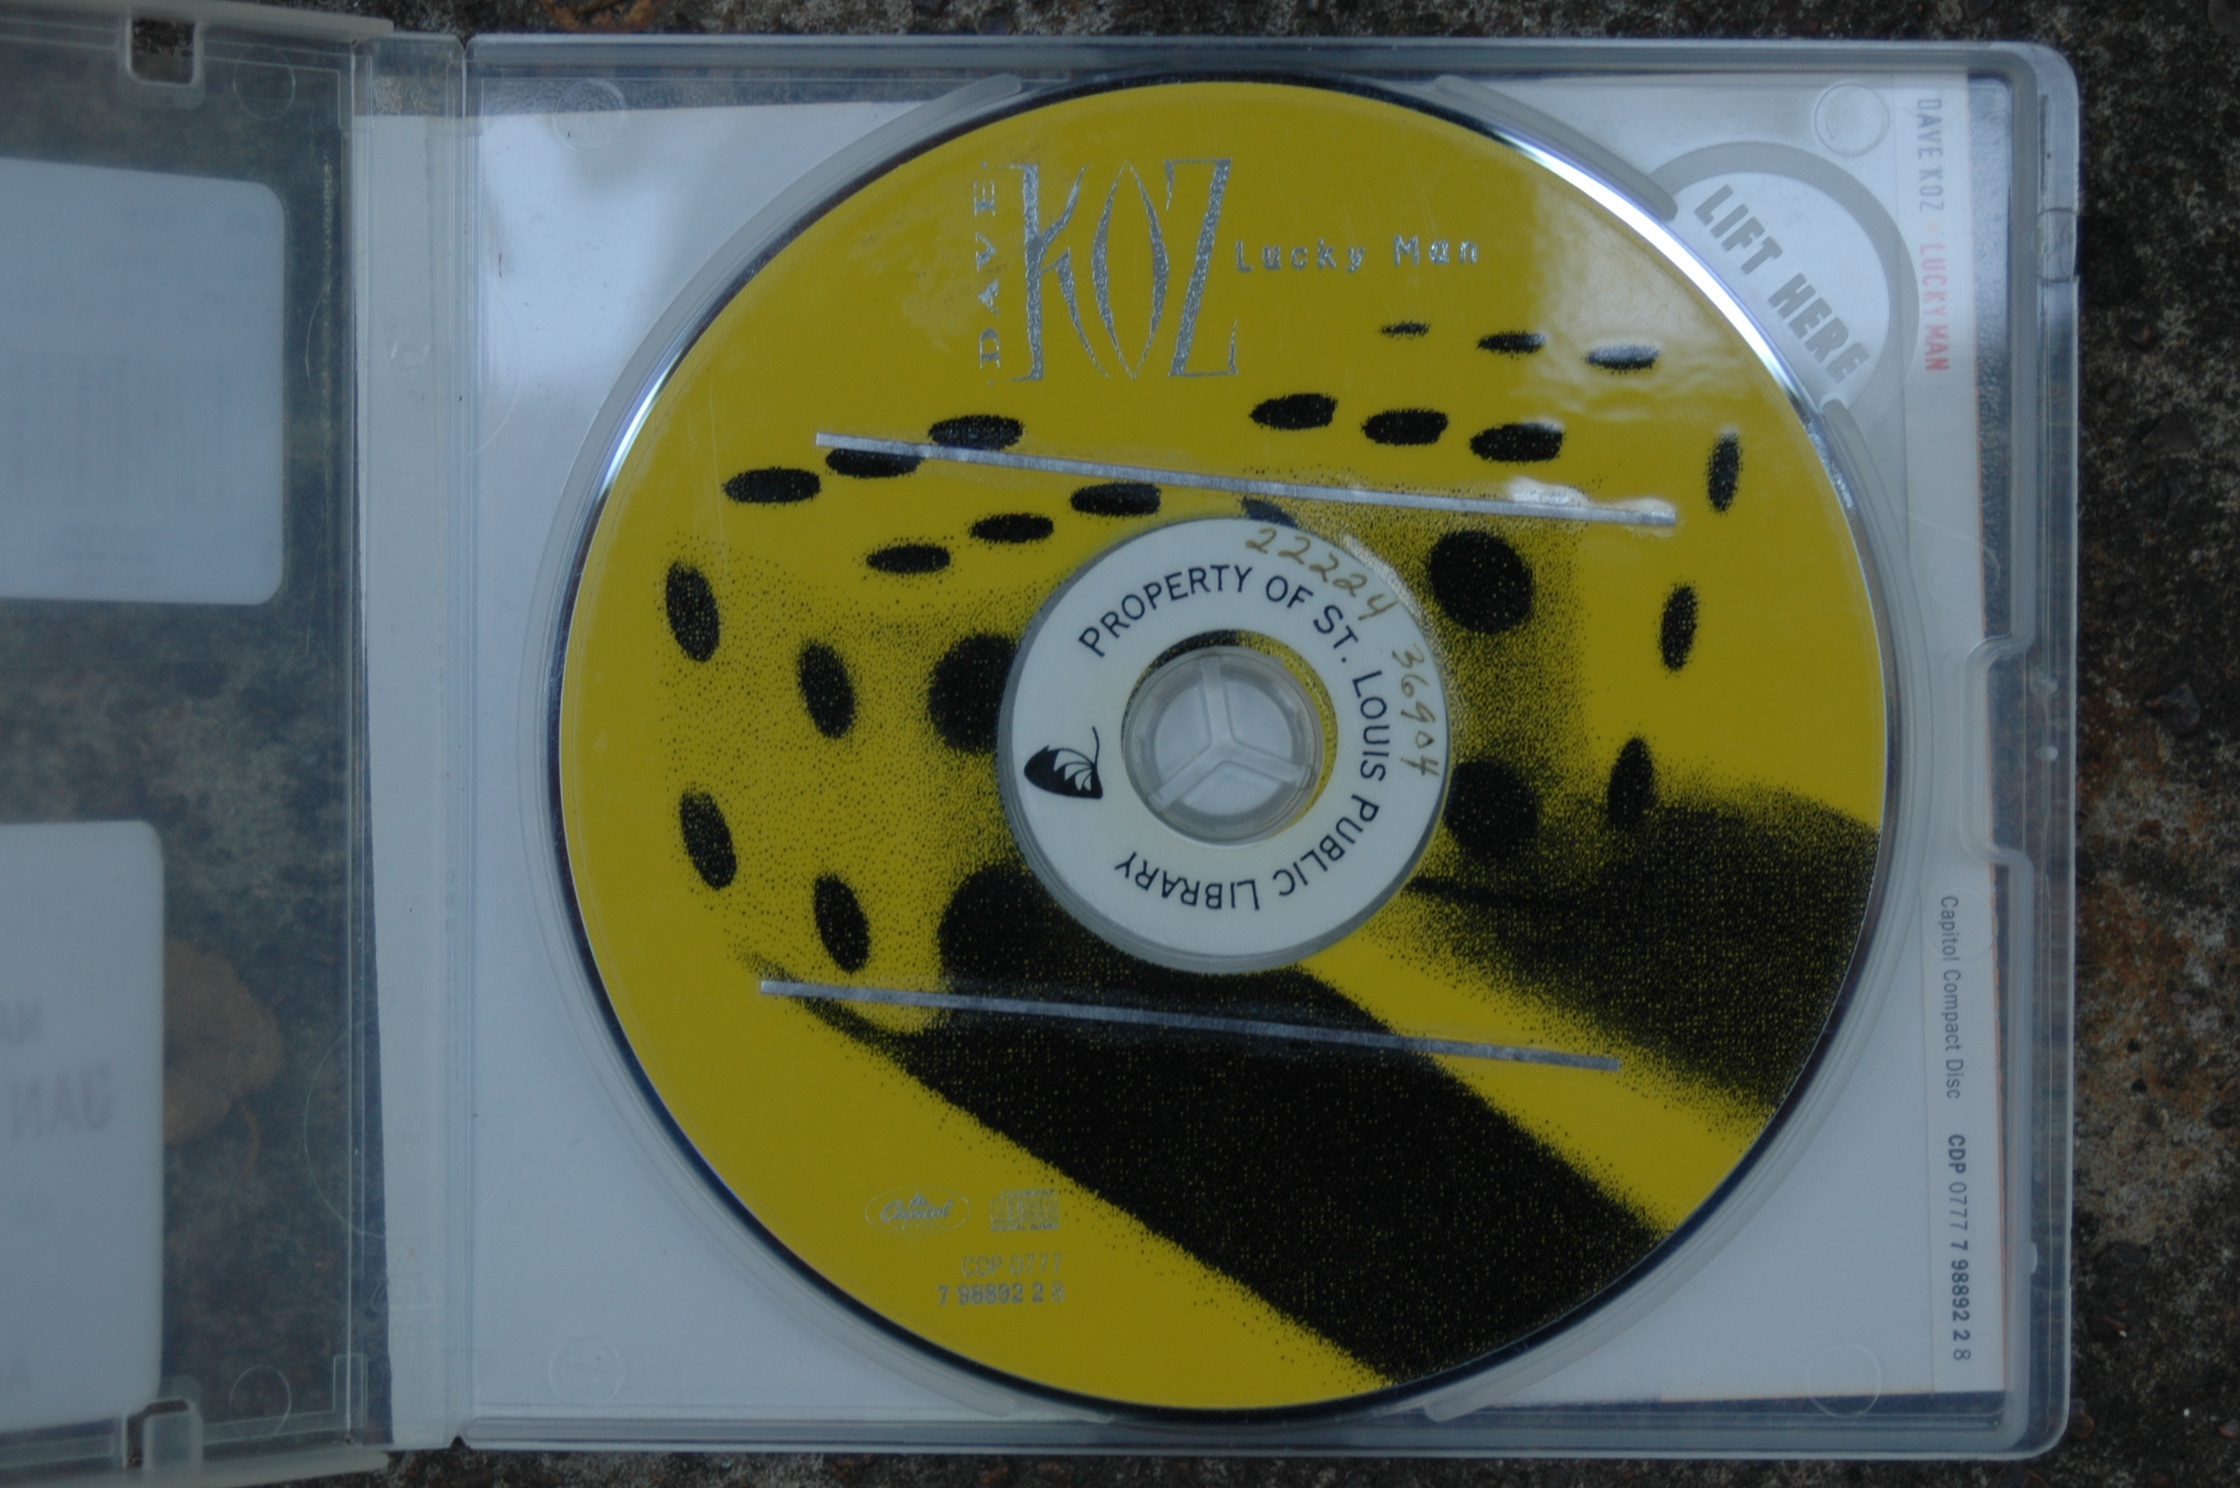 DAVE
KOZ
Lucky Man
LIFT HERE
DAVE KOZ • LUCKY MAN
22224 36904
PROPERTY OF ST. LOUIS PUBLIC LIBRARY
Capitol Compact Disc CDP 0777 7 98892 2 8
Capitol
CDP 0777
7 98892 2 8